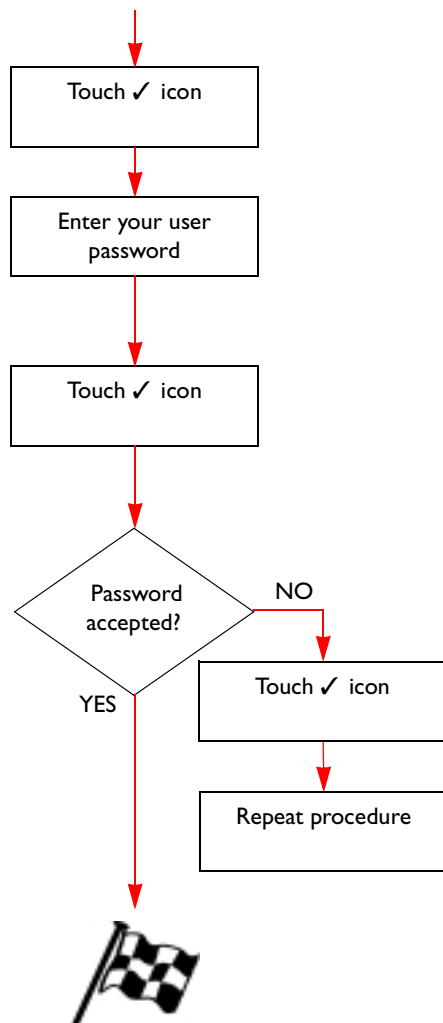 Touch ✓ icon
Enter your user
password
Touch ✓ icon
Password
accepted?
NO
YES
Touch ✓ icon
Repeat procedure